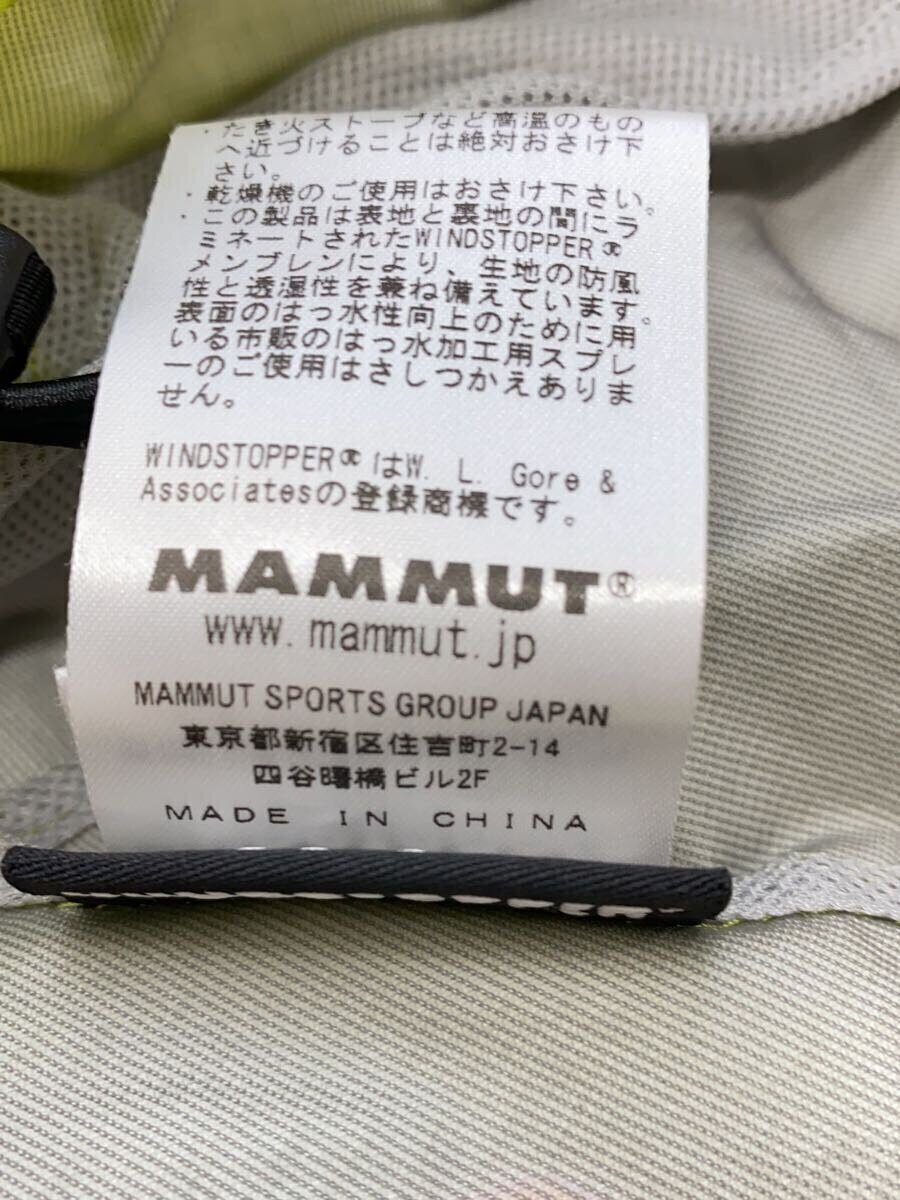 ・たき火ストーブなど高温のもの
へ近づけることは絶対おさけ下
さい。
・乾燥機のご使用はおさけ下さい。
・この製品は表地と裏地の間にラ
ミネートされたWINDSTOPPER®
メンブレンにより、生地の防風
性と透湿性を兼ね備えています。
表面のはっ水性向上のために用
いる市販のはっ水加工用スプレ
ーのご使用はさしつかえありま
せん。
WINDSTOPPER®はW. L. Gore &
Associatesの登録商標です。
MAMMUT®
www.mammut.jp
MAMMUT SPORTS GROUP JAPAN
東京都新宿区住吉町2-14
四谷曙橋ビル2F
MADE IN CHINA